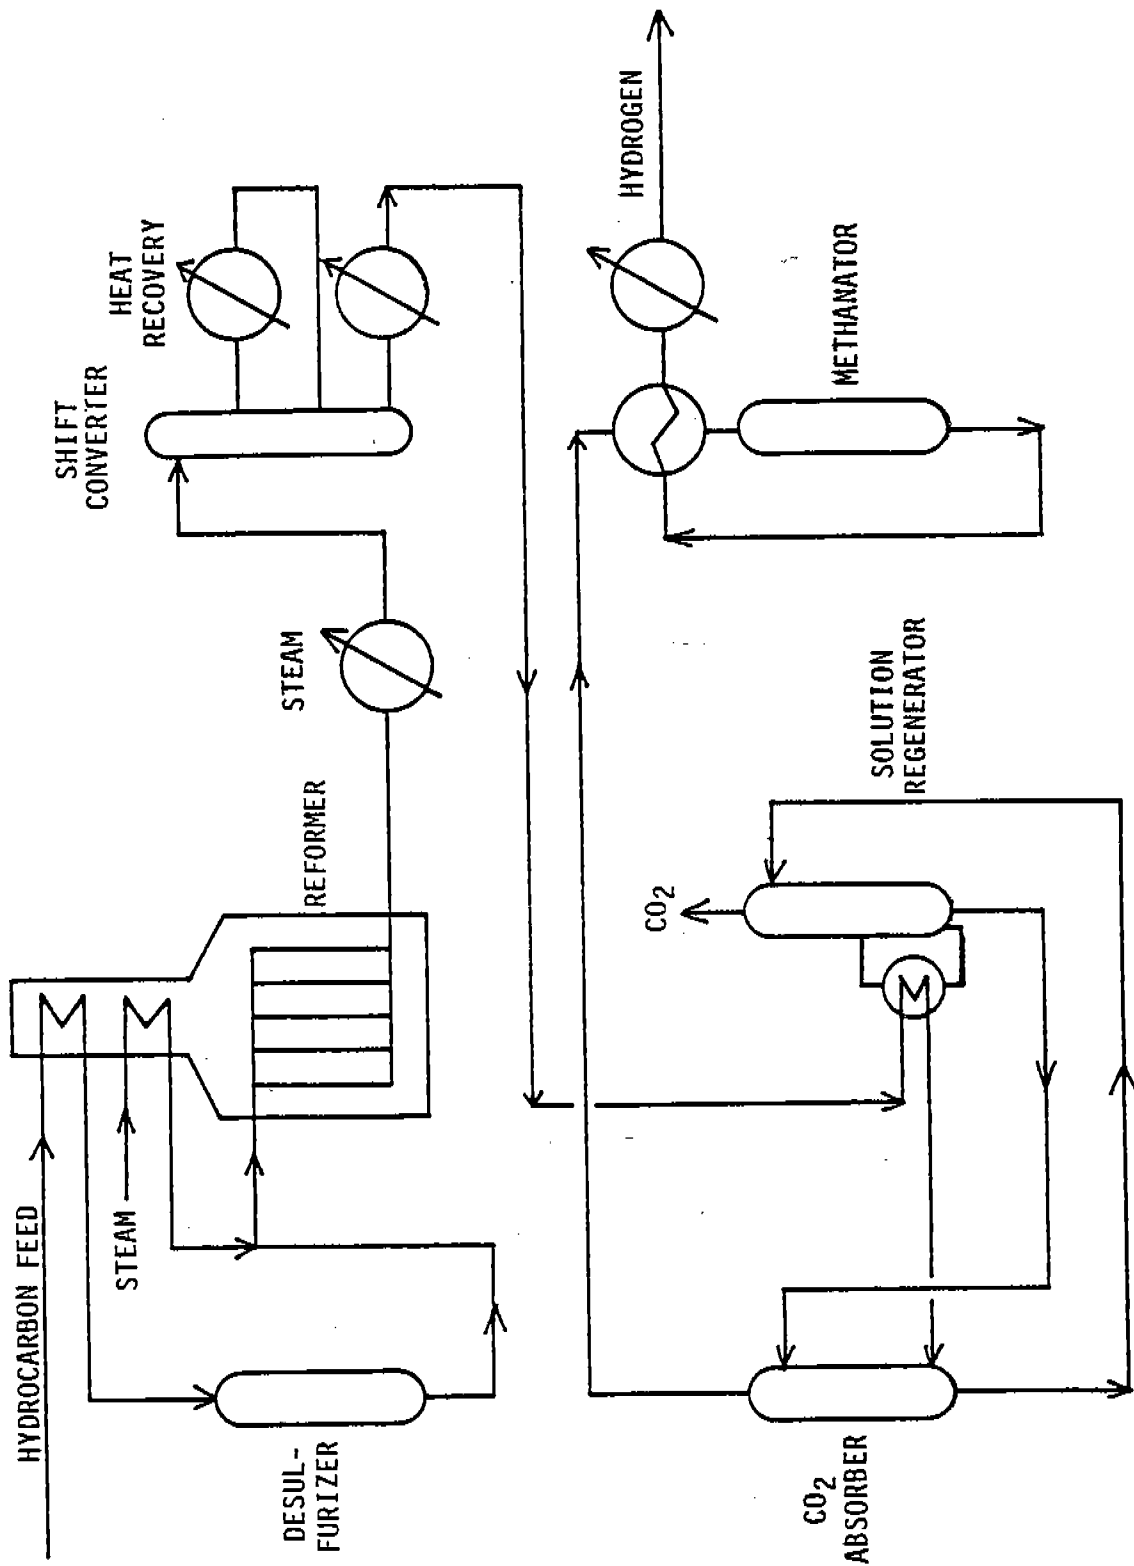 HYDROCARBON FEED
STEAM
DESUL-
FURIZER
REFORMER
STEAM
SHIFT
CONVERTER
HEAT
RECOVERY
CO2
ABSORBER
CO2
SOLUTION
REGENERATOR
METHANATOR
HYDROGEN